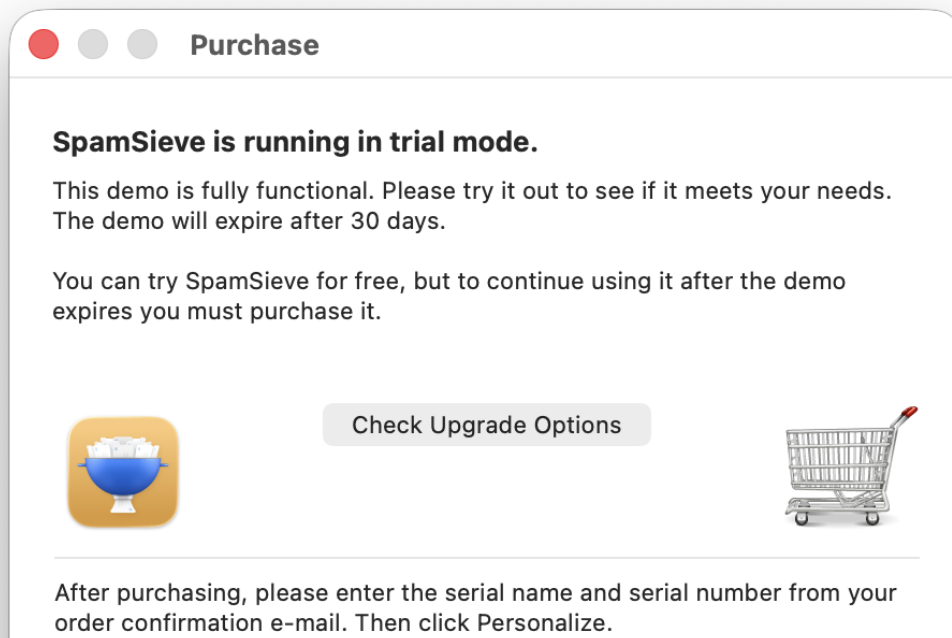 Purchase
SpamSieve is running in trial mode.
This demo is fully functional. Please try it out to see if it meets your needs.
The demo will expire after 30 days.
You can try SpamSieve for free, but to continue using it after the demo
expires you must purchase it.
Check Upgrade Options
After purchasing, please enter the serial name and serial number from your
order confirmation e-mail. Then click Personalize.